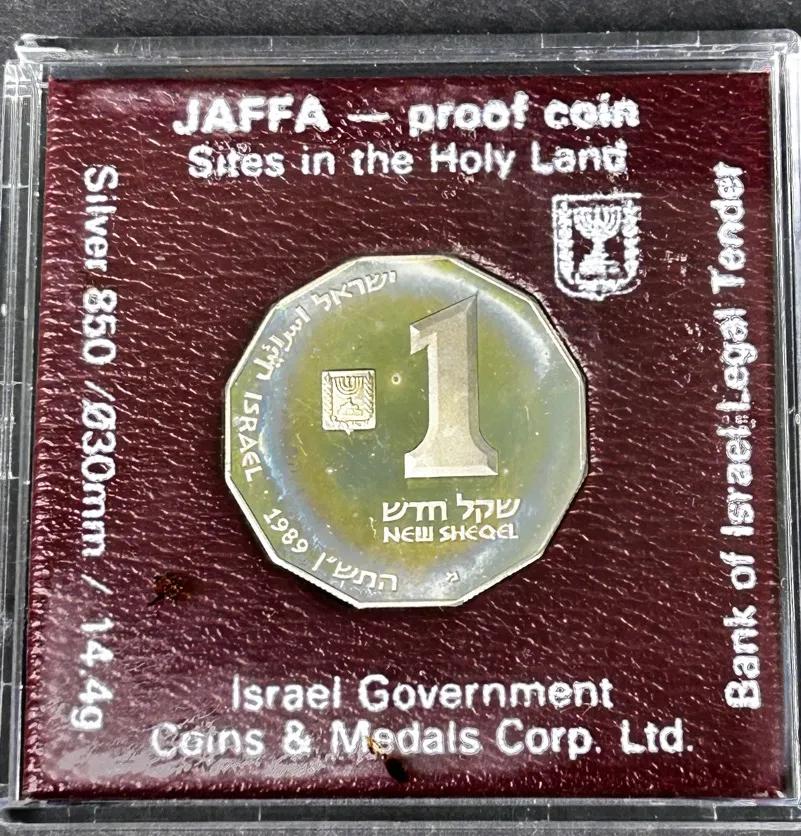 JAFFA — proof coin
Sites in the Holy Land
Silver 850 /Ø30mm / 14.4g
Bank of Israel Legal Tender
ישראל اسرائيل ISRAEL · 1989 התש"ן
1
שקל חדש
NEW SHEQEL
מ
Israel Government
Coins & Medals Corp. Ltd.